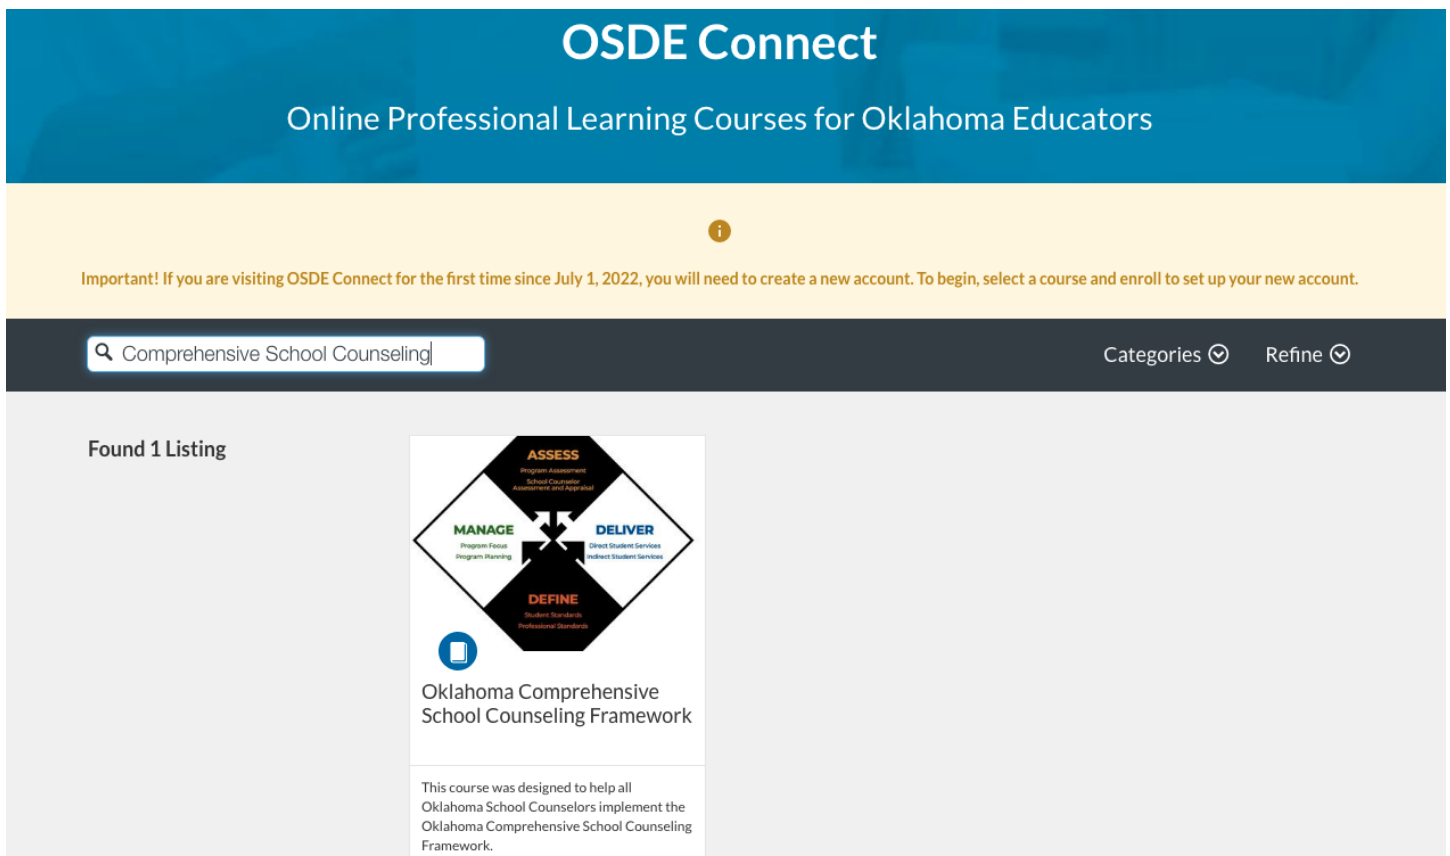 OSDE Connect
Online Professional Learning Courses for Oklahoma Educators
Important! If you are visiting OSDE Connect for the first time since July 1, 2022, you will need to create a new account. To begin, select a course and enroll to set up your new account.
Comprehensive School Counseling
Categories
Refine
Found 1 Listing
ASSESS
Program Assessment
School Counselor
Assessment and Appraisal
MANAGE
Program Focus
Program Planning
DELIVER
Direct Student Services
Indirect Student Services
DEFINE
Student Standards
Professional Standards
Oklahoma Comprehensive
School Counseling Framework
This course was designed to help all
Oklahoma School Counselors implement the
Oklahoma Comprehensive School Counseling
Framework.